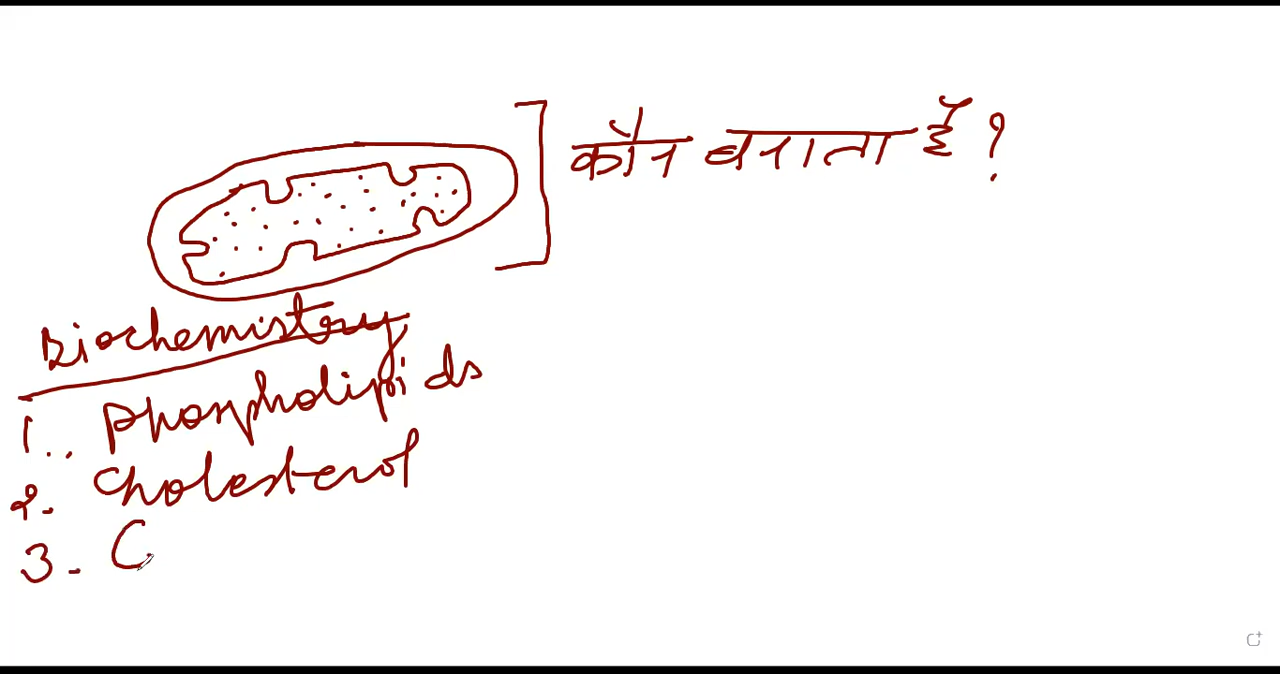 कौन बनाता है ?
Biochemistry
1.. Phospholipids
2. Cholesterol
3- C